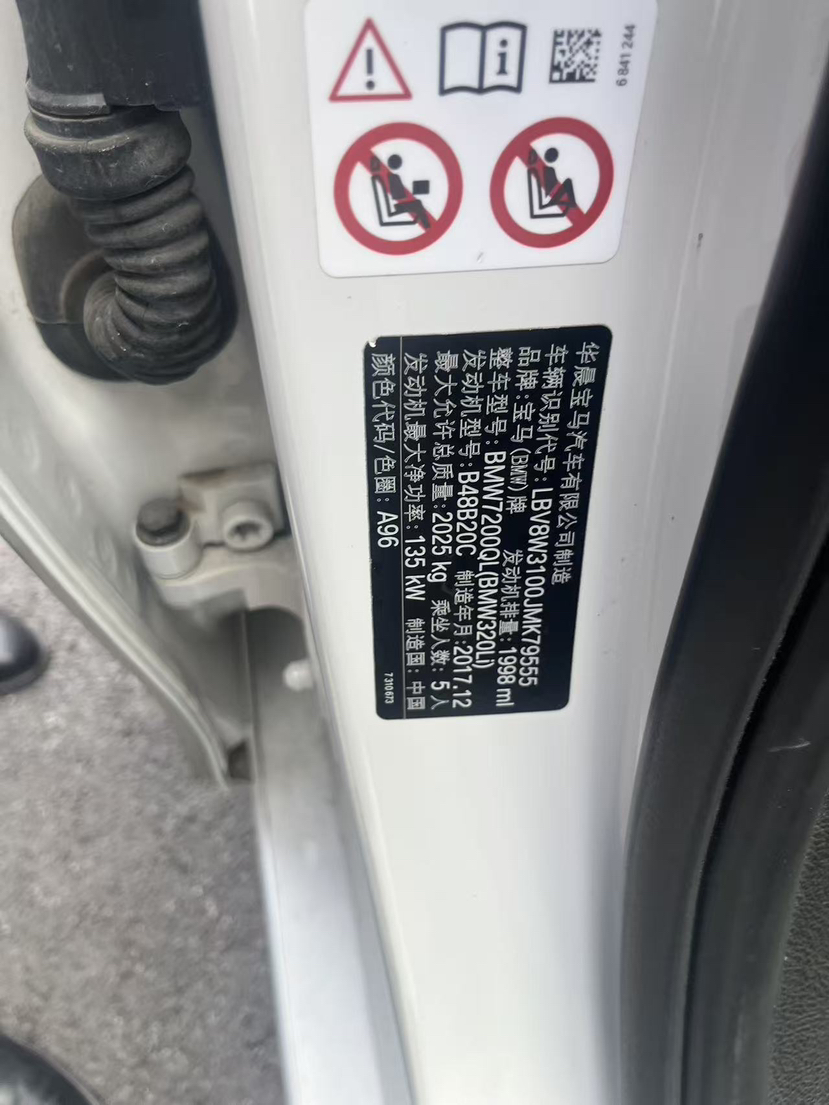 6 841 244
华晨宝马汽车有限公司制造
车辆识别代号: LBV8W3100JMK79555
品牌: 宝马(BMW)牌 发动机排量: 1998 ml
整车型号: BMW7200QL(BMW320Li)
发动机型号: B48B20C 制造年月: 2017.12
最大允许总质量: 2025 kg 乘坐人数: 5 人
发动机最大净功率: 135 kW 制造国: 中国
颜色代码/色圈: A96
7 310 673